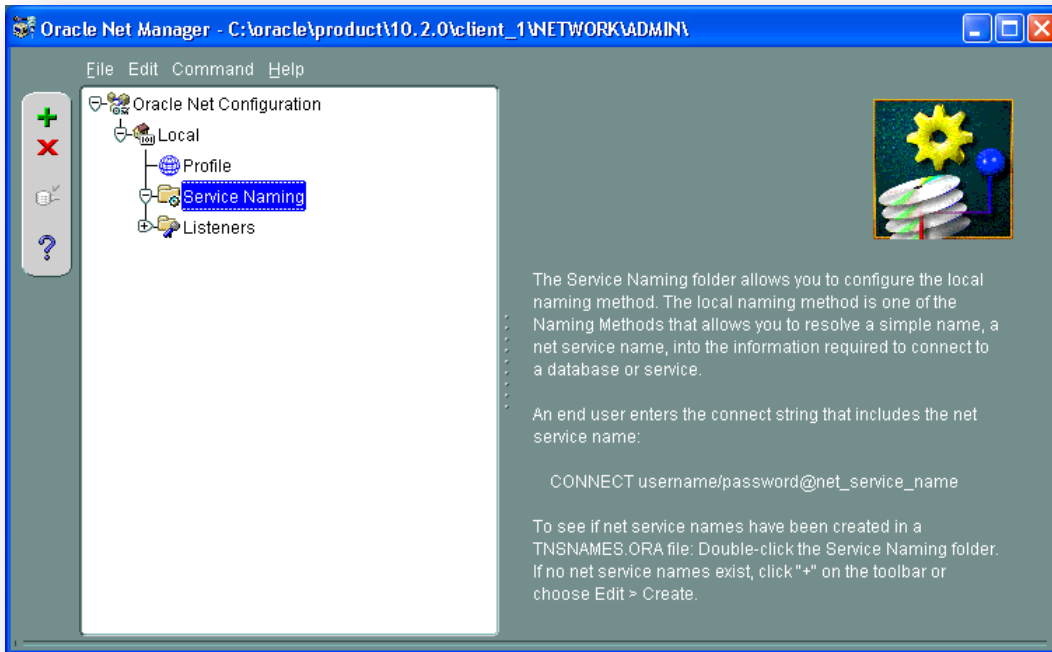 Oracle Net Manager - C:\oracle\product\10.2.0\client_1\NETWORK\ADMIN\
File Edit Command Help
Oracle Net Configuration
Local
Profile
Service Naming
Listeners
The Service Naming folder allows you to configure the local
naming method. The local naming method is one of the
Naming Methods that allows you to resolve a simple name, a
net service name, into the information required to connect to
a database or service.
An end user enters the connect string that includes the net
service name:
CONNECT username/password@net_service_name
To see if net service names have been created in a
TNSNAMES.ORA file: Double-click the Service Naming folder.
If no net service names exist, click "+" on the toolbar or
choose Edit > Create.